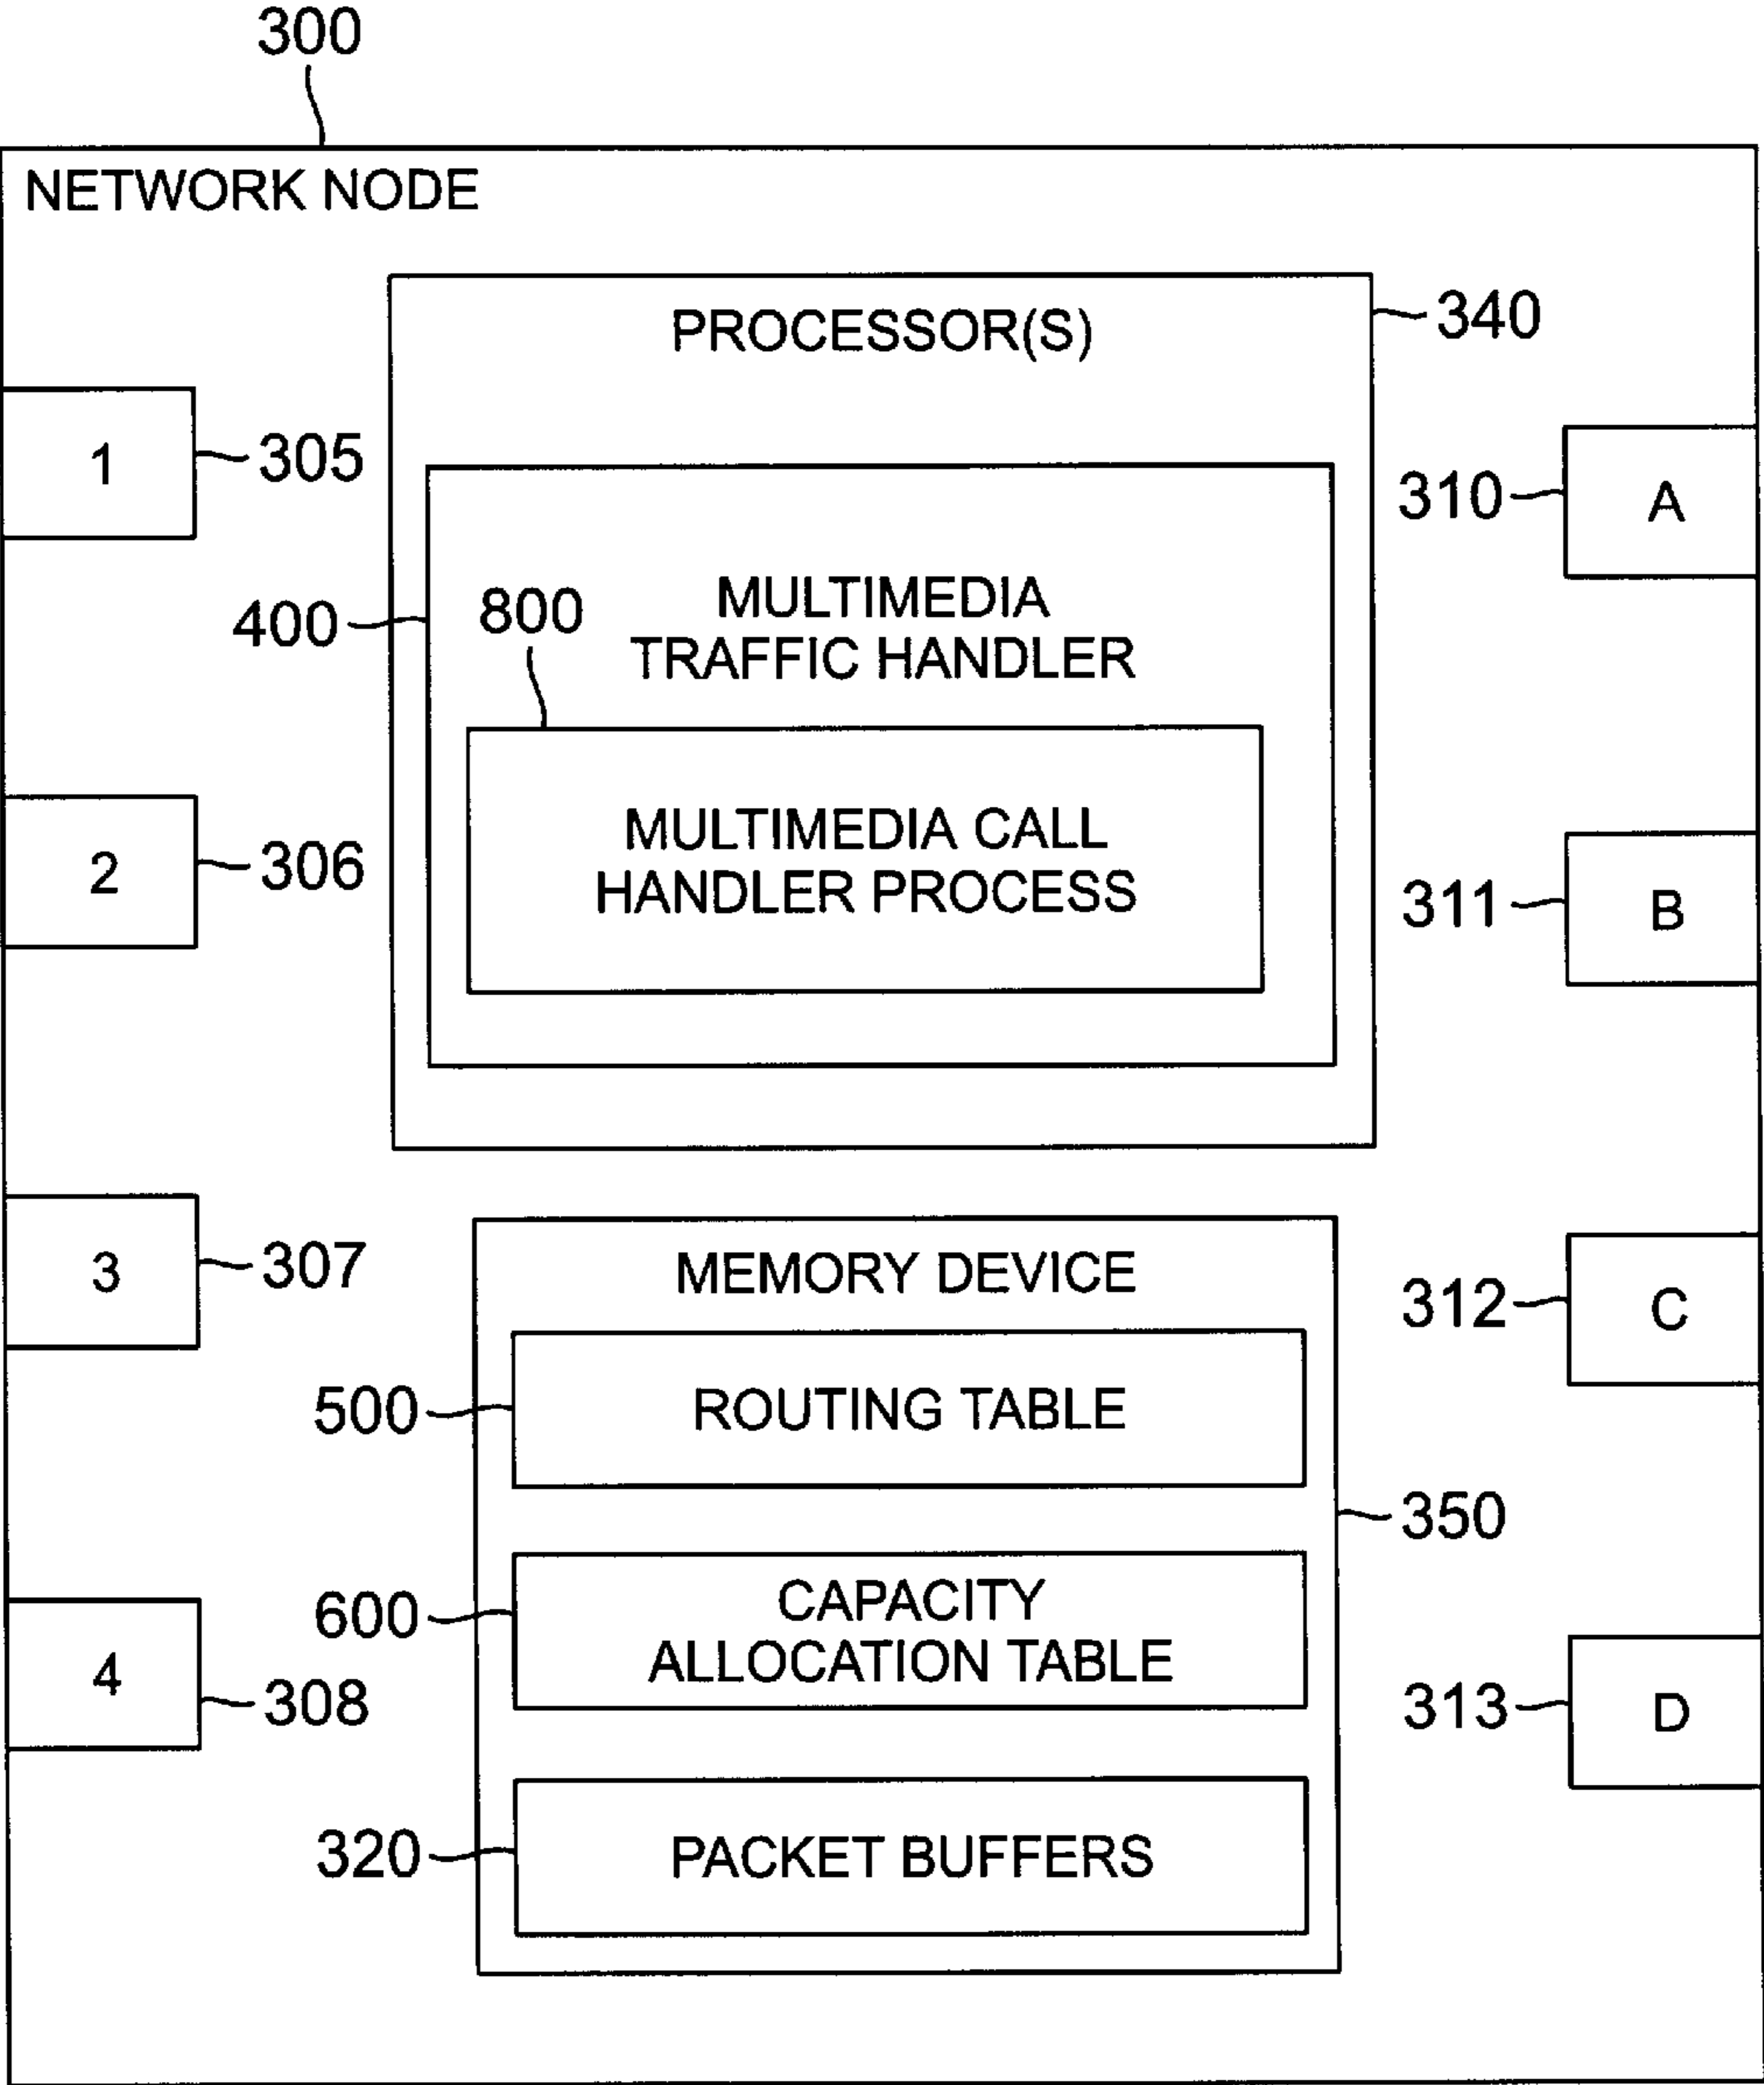 300
NETWORK NODE
PROCESSOR(S)
340
1
305
310
A
400
800
MULTIMEDIA
TRAFFIC HANDLER
MULTIMEDIA CALL
HANDLER PROCESS
2
306
311
B
3
307
MEMORY DEVICE
312
C
500
ROUTING TABLE
350
600
CAPACITY
ALLOCATION TABLE
4
308
313
D
320
PACKET BUFFERS